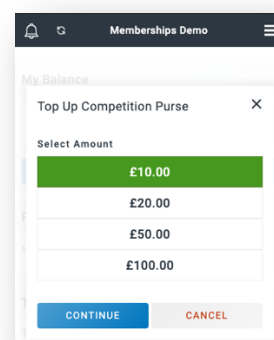 Memberships Demo
My Balance
Top Up Competition Purse
Select Amount
£10.00
£20.00
£50.00
£100.00
CONTINUE CANCEL